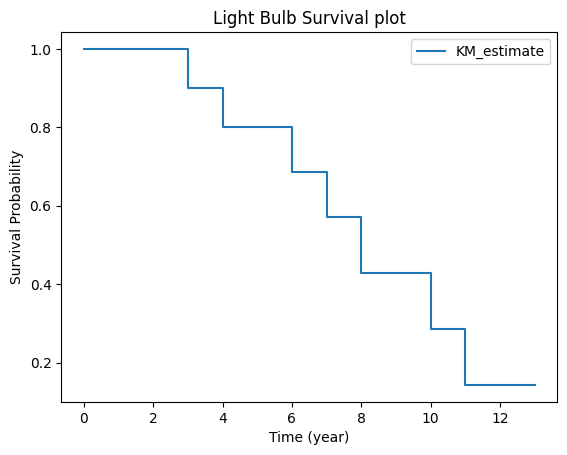 Light Bulb Survival plot
KM_estimate
Survival Probability
1.0
0.8
0.6
0.4
0.2
0 2 4 6 8 10 12
Time (year)